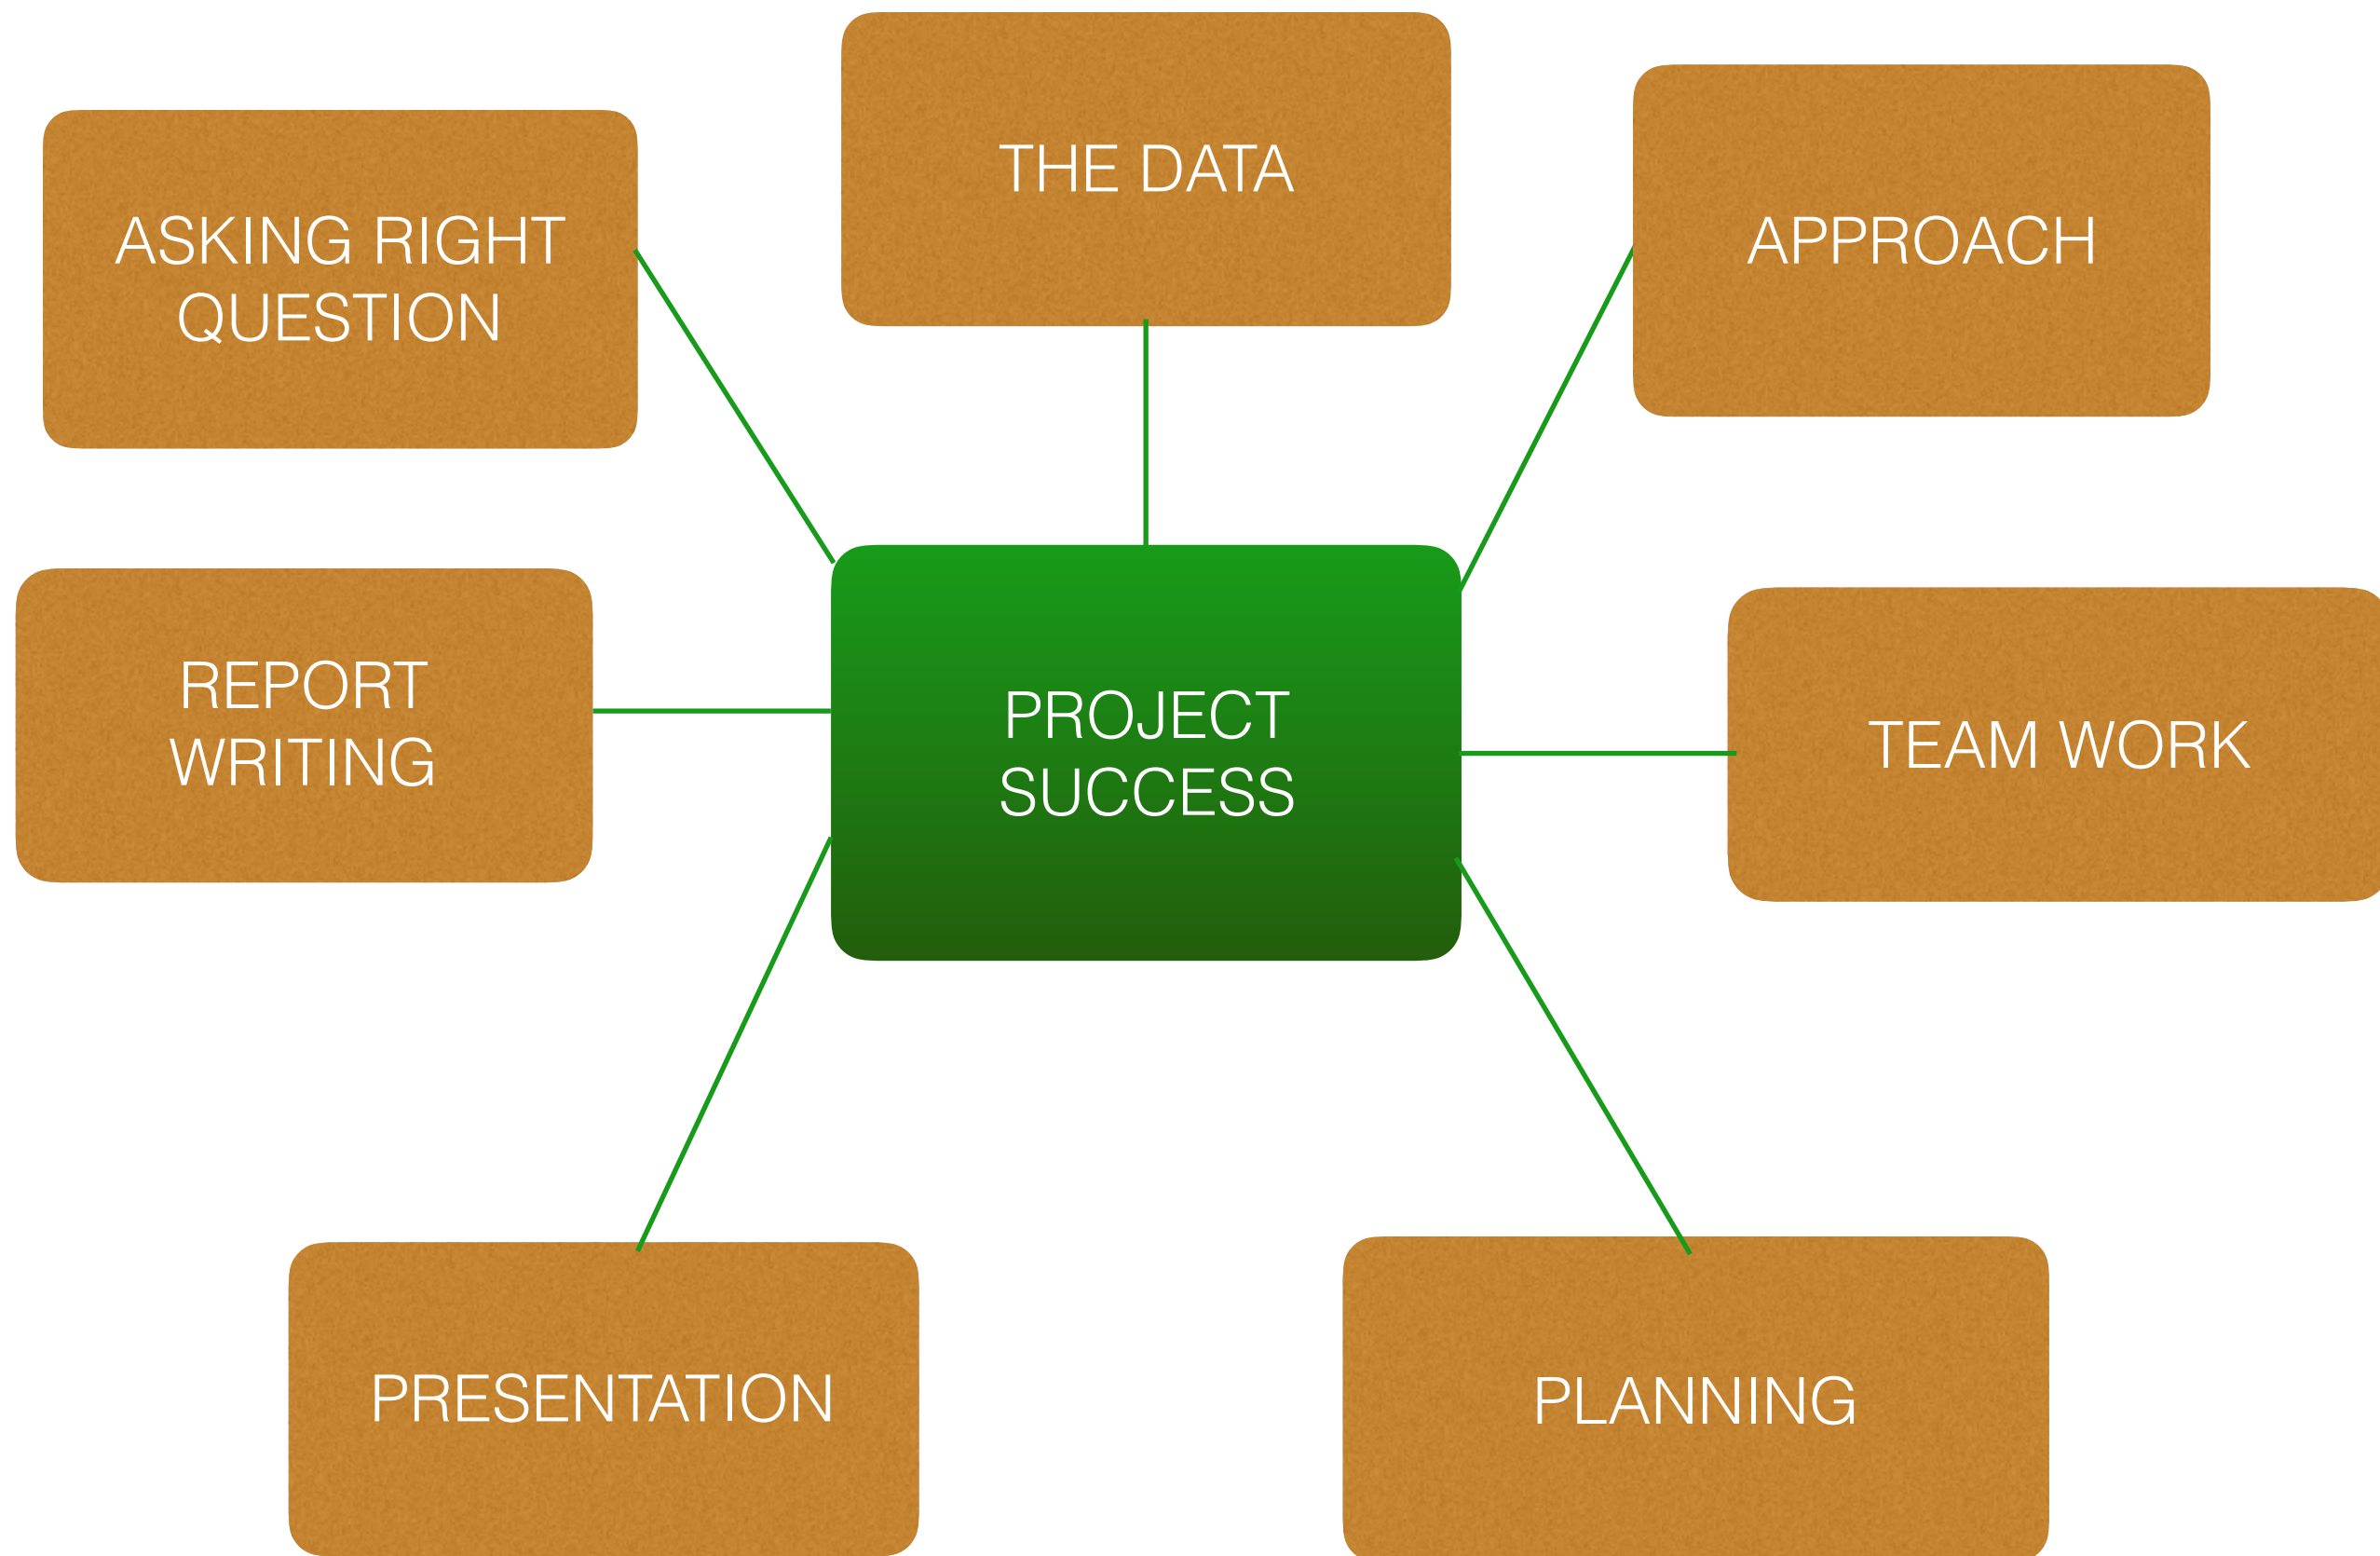 THE DATA
ASKING RIGHT
QUESTION
APPROACH
REPORT
WRITING
PROJECT
SUCCESS
TEAM WORK
PRESENTATION
PLANNING